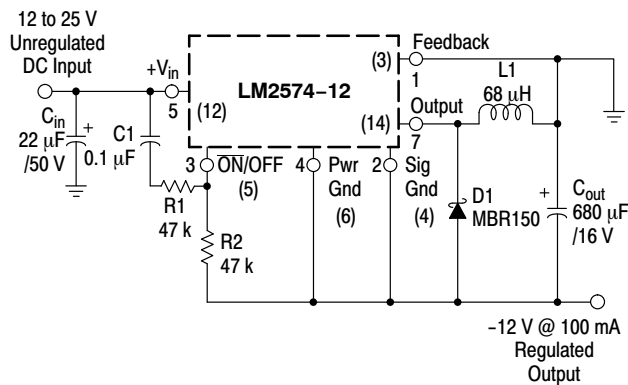 12 to 25 V
Unregulated
DC Input
+Vin
5
(12)
LM2574-12
(3)
Feedback
1
Output
(14)
7
L1
68 μH
Cin
22 μF
/50 V
+
C1
0.1 μF
3
O̅N̅/OFF
(5)
4
Pwr
Gnd
(6)
2
Sig
Gnd
(4)
R1
47 k
R2
47 k
D1
MBR150
+
Cout
680 μF
/16 V
-12 V @ 100 mA
Regulated
Output